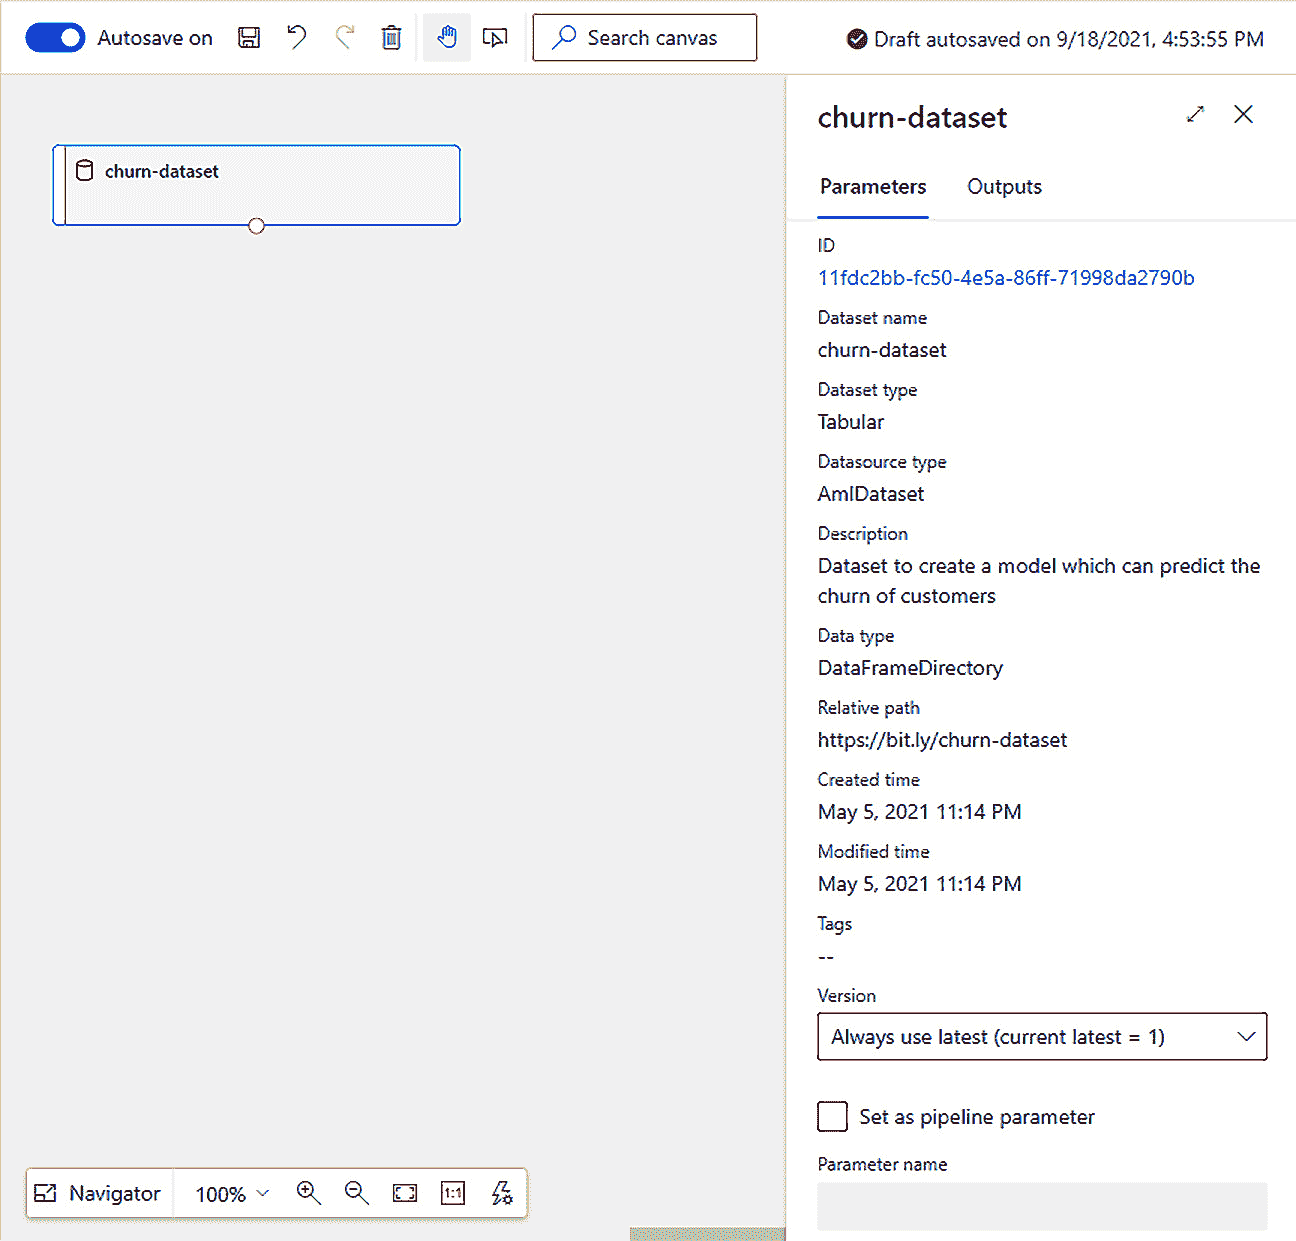 Autosave on
Search canvas
Draft autosaved on 9/18/2021, 4:53:55 PM
churn-dataset
churn-dataset
Parameters
Outputs
ID
11fdc2bb-fc50-4e5a-86ff-71998da2790b
Dataset name
churn-dataset
Dataset type
Tabular
Datasource type
AmlDataset
Description
Dataset to create a model which can predict the
churn of customers
Data type
DataFrameDirectory
Relative path
https://bit.ly/churn-dataset
Created time
May 5, 2021 11:14 PM
Modified time
May 5, 2021 11:14 PM
Tags
--
Version
Always use latest (current latest = 1)
Set as pipeline parameter
Parameter name
Navigator
100%
1:1